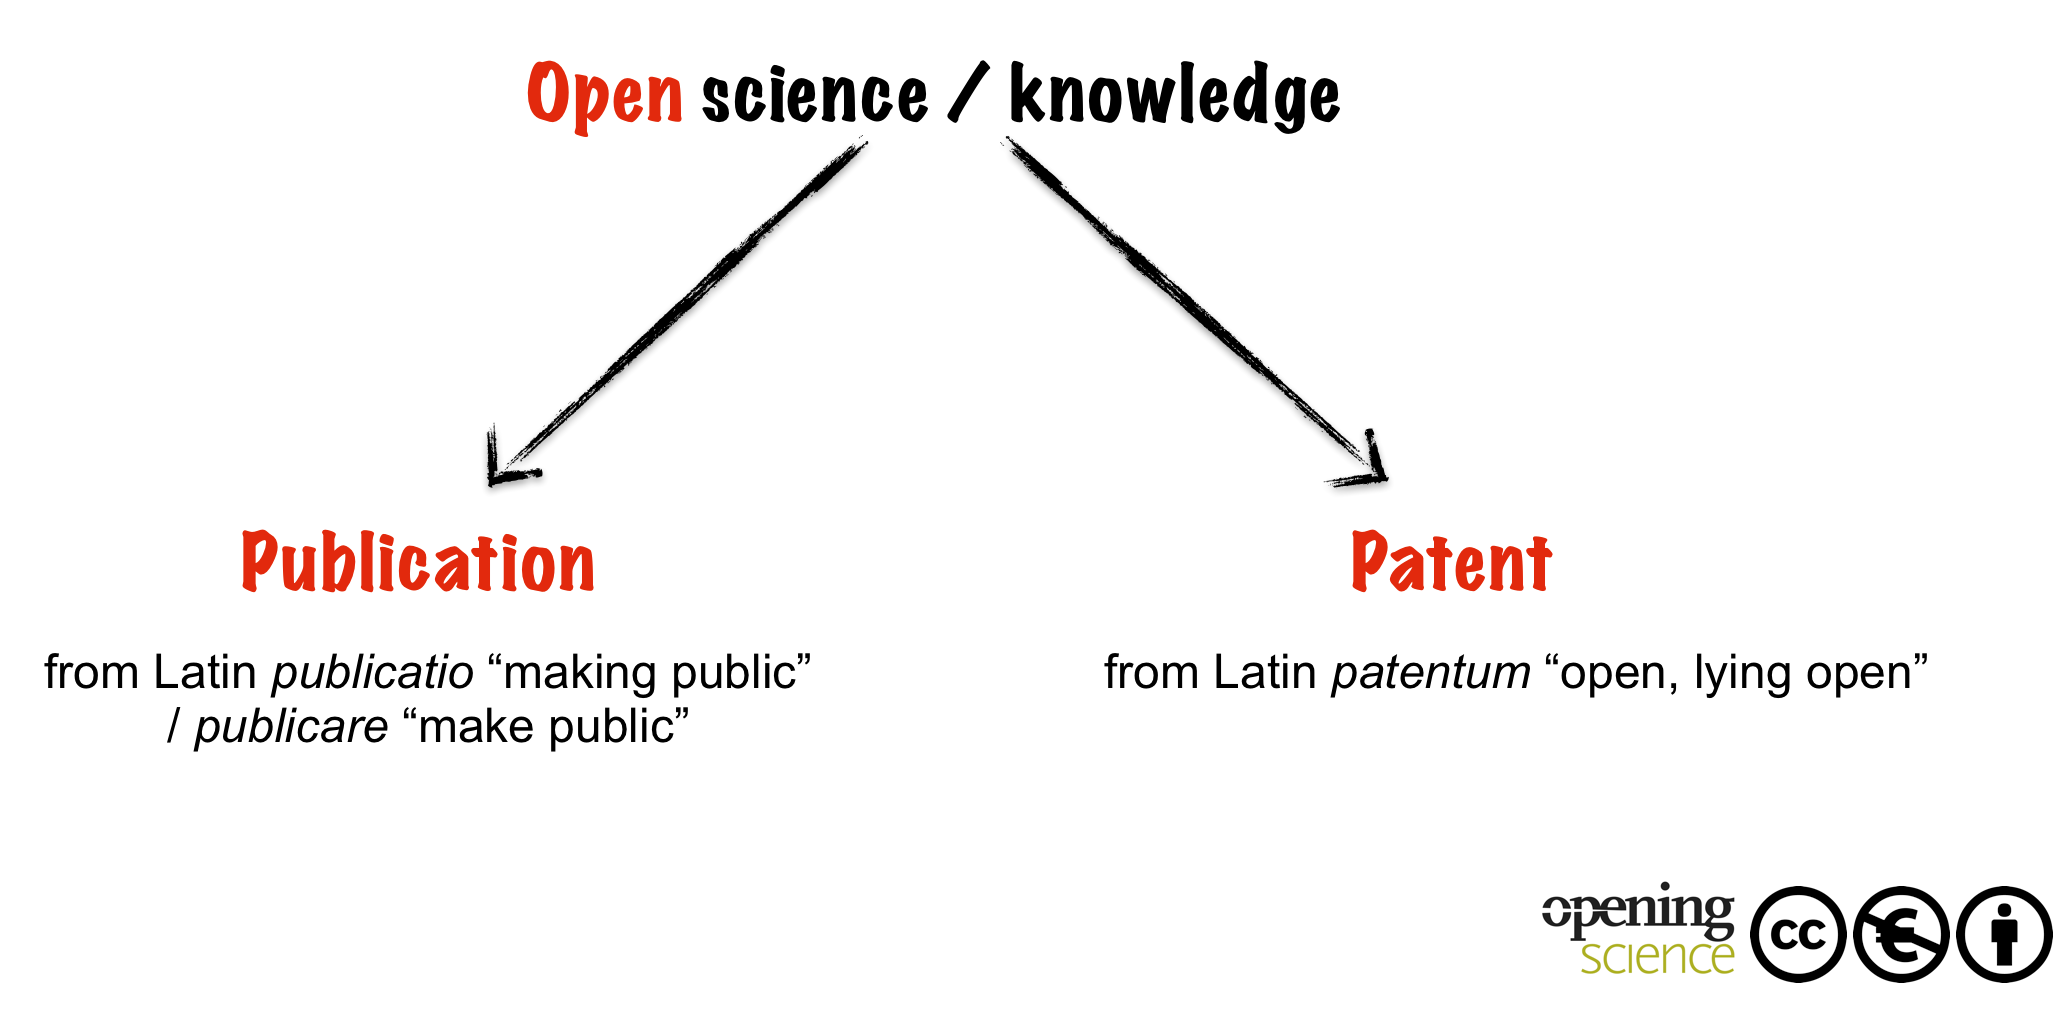 Open science / knowledge
Publication
Patent
from Latin publicatio “making public”
/ publicare “make public”
from Latin patentum “open, lying open”
opening
science
cc
€